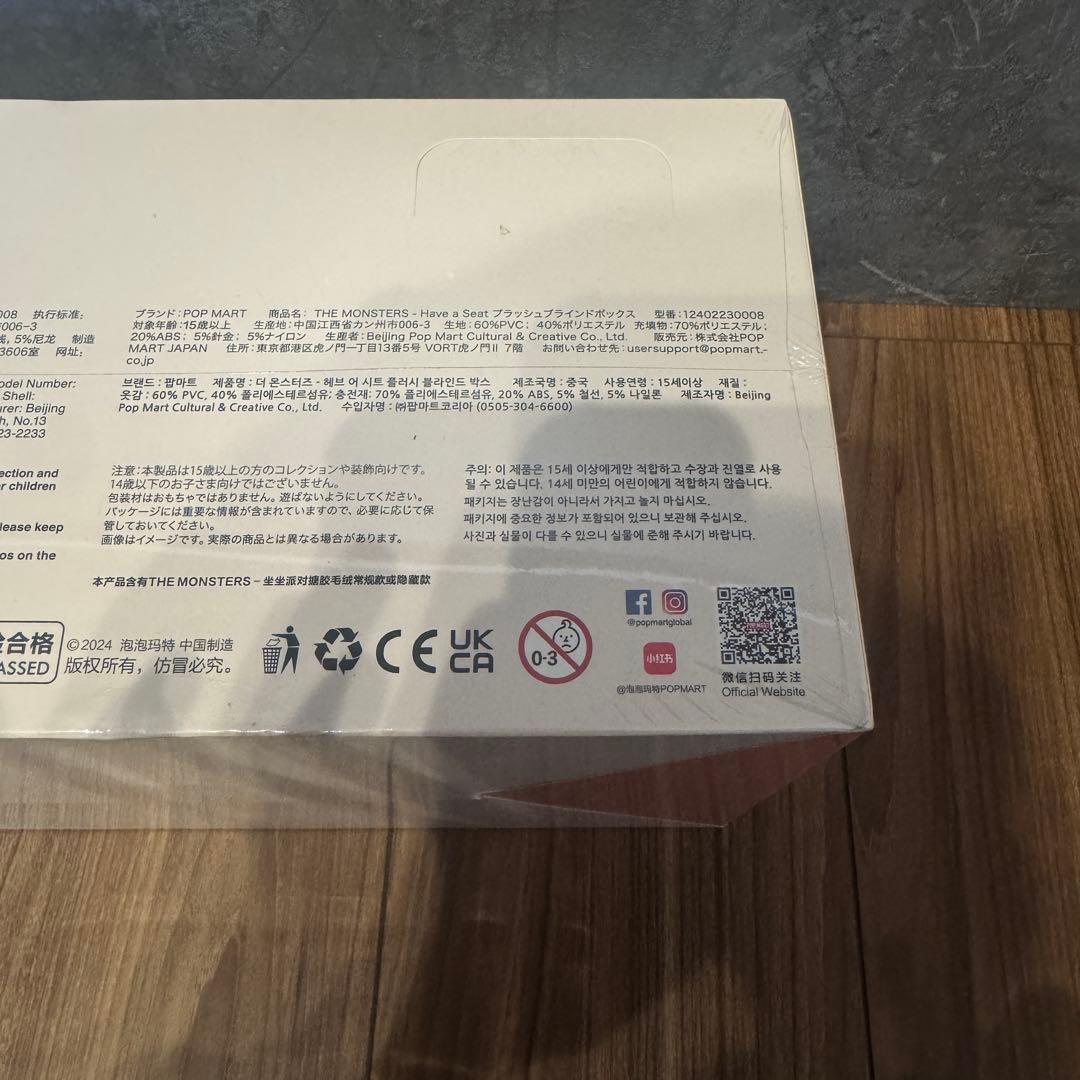 008 执行标准:
006-3
5%尼龙 制造
3606室 网址:
ブランド:POP MART 商品名: THE MONSTERS - Have a Seat プラッシュブラインドボックス 型番:12402230008
対象年齢:15歳以上 生産地:中国江西省カン州市006-3 生地:60%PVC; 40%ポリエステル 充填物:70%ポリエステル;
20%ABS; 5%針金; 5%ナイロン 生産者:Beijing Pop Mart Cultural & Creative Co., Ltd. 販売元:株式会社POP
MART JAPAN 住所:東京都港区虎ノ門一丁目13番5号 VORT虎ノ門II 7階 お問い合わせ先:usersupport@popmart.-
co.jp
odel Number:
Shell:
urer: Beijing
h, No.13
23-2233
브랜드 : 팝마트 제품명 : 더 몬스터즈 - 헤브 어 시트 플러시 블라인드 박스 제조국명 : 중국 사용연령 : 15세이상 재질 :
옷감 : 60% PVC, 40% 폴리에스테르섬유; 충전재: 70% 폴리에스테르섬유, 20% ABS, 5% 철선, 5% 나일론 제조자명 : Beijing
Pop Mart Cultural & Creative Co., Ltd. 수입자명 : ㈜팝마트코리아 (0505-304-6600)
ection and
r children
lease keep
os on the
注意:本製品は15歳以上の方のコレクションや装飾向けです。
14歳以下のお子さま向けではございません。
包装材はおもちゃではありません。遊ばないようにしてください。
パッケージには重要な情報が含まれていますので、必要に応じて保
管しておいてください。
画像はイメージです。実際の商品とは異なる場合があります。
주의: 이 제품은 15세 이상에게만 적합하고 수장과 진열로 사용
될 수 있습니다. 14세 미만의 어린이에게 적합하지 않습니다.
패키지는 장난감이 아니라서 가지고 놀지 마십시오.
패키지에 중요한 정보가 포함되어 있으니 보관해 주십시오.
사진과 실물이 다를 수 있으니 실물에 준해 주시기 바랍니다.
本产品含有THE MONSTERS – 坐坐派对搪胶毛绒常规款或隐藏款
合格
ASSED
©2024 泡泡玛特 中国制造
版权所有，仿冒必究。
CE
UK
CA
0-3
@popmartglobal
小红书
@泡泡玛特POPMART
POP MART
微信扫码关注
Official Website